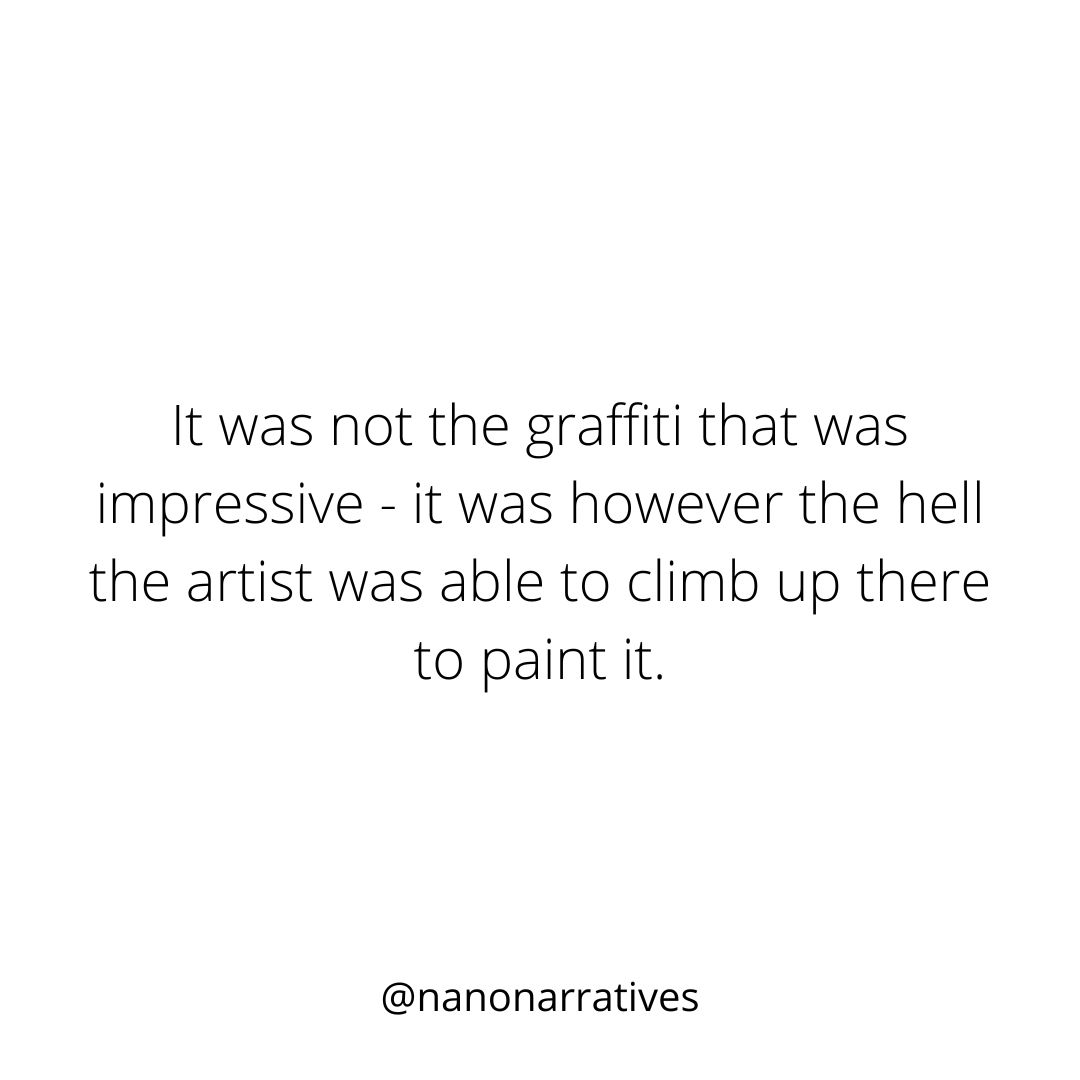 It was not the graffiti that was
impressive - it was however the hell
the artist was able to climb up there
to paint it.
@nanonarratives